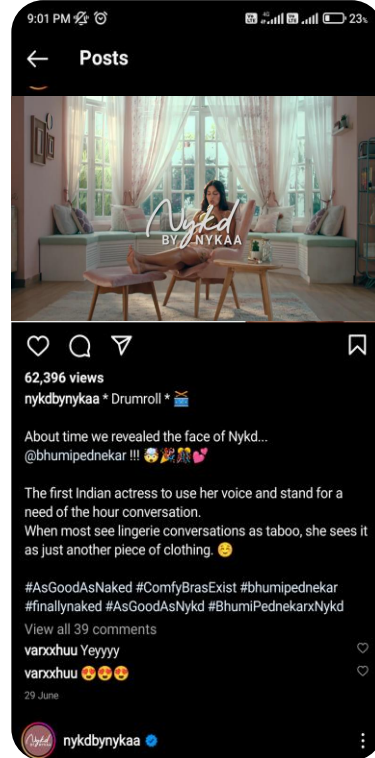 9:01 PM 23%
Posts
Nykd
BY NYKAA
62,396 views
nykdbynykaa * Drumroll * 🥁
About time we revealed the face of Nykd...
@bhumipednekar !!! 🤯🎉🎊💕
The first Indian actress to use her voice and stand for a
need of the hour conversation.
When most see lingerie conversations as taboo, she sees it
as just another piece of clothing. ☺️
#AsGoodAsNaked #ComfyBrasExist #bhumipednekar
#finallynaked #AsGoodAsNykd #BhumiPednekarxNykd
View all 39 comments
varxxhuu Yeyyyy
varxxhuu 😍😍😍
29 June
nykdbynykaa